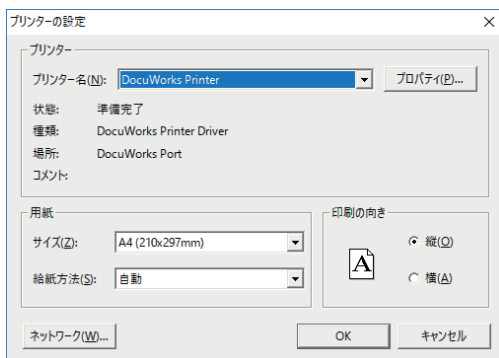 プリンターの設定
プリンター
プリンター名(N): DocuWorks Printer プロパティ(P)...
状態: 準備完了
種類: DocuWorks Printer Driver
場所: DocuWorks Port
コメント:
用紙
サイズ(Z): A4 (210x297mm)
給紙方法(S): 自動
印刷の向き
A
縦(O)
横(A)
ネットワーク(W)... OK キャンセル